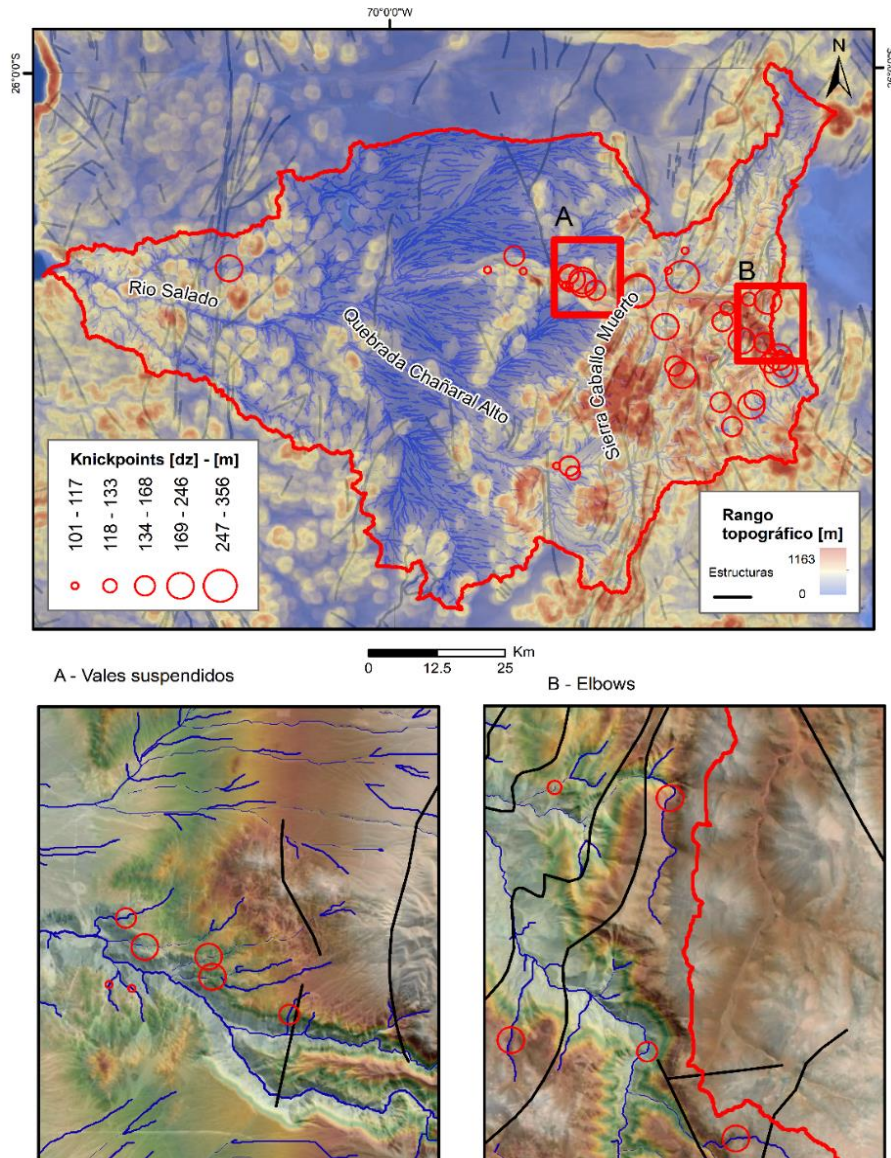 70°0'0"W
26°0'0"S
26°0'0"S
N
A
B
Rio Salado
Quebrada Chañaral Alto
Sierra Caballo Muerto
Knickpoints [dz] - [m]
101 - 117
118 - 133
134 - 168
169 - 246
247 - 356
Rango
topográfico [m]
Estructuras
1163
0
Km
0 12.5 25
A - Vales suspendidos
B - Elbows